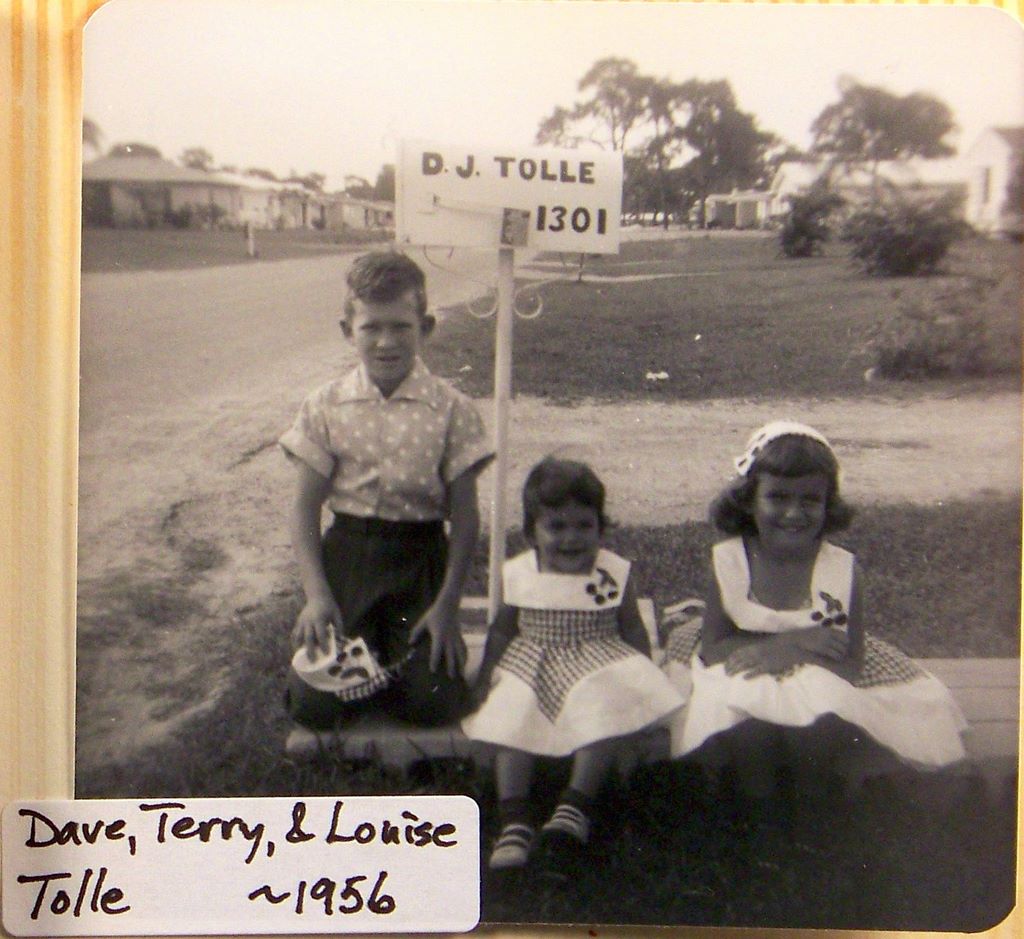 D. J. TOLLE
1301
Dave, Terry, & Louise
Tolle ~1956